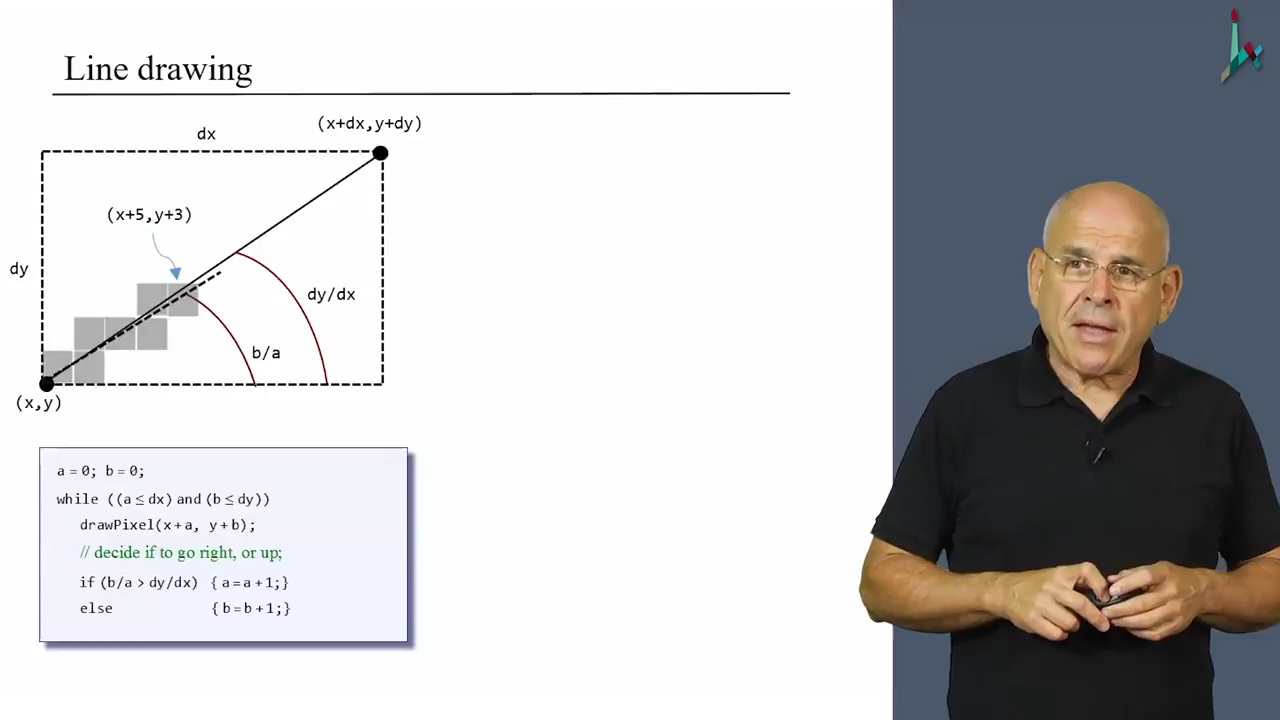 Line drawing
dx
(x+dx,y+dy)
(x+5,y+3)
dy
dy/dx
b/a
(x,y)
a = 0; b = 0;
while ((a ≤ dx) and (b ≤ dy))
drawPixel(x + a, y + b);
// decide if to go right, or up;
if (b/a > dy/dx) { a = a + 1;}
else { b = b + 1;}